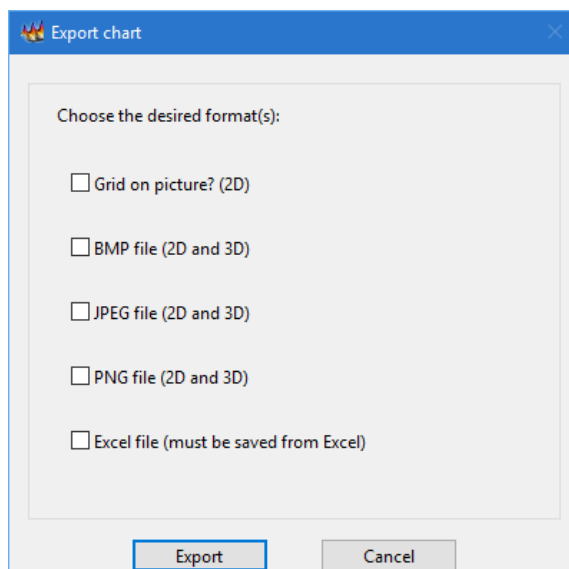 Export chart
Choose the desired format(s):
Grid on picture? (2D)
BMP file (2D and 3D)
JPEG file (2D and 3D)
PNG file (2D and 3D)
Excel file (must be saved from Excel)
Export Cancel